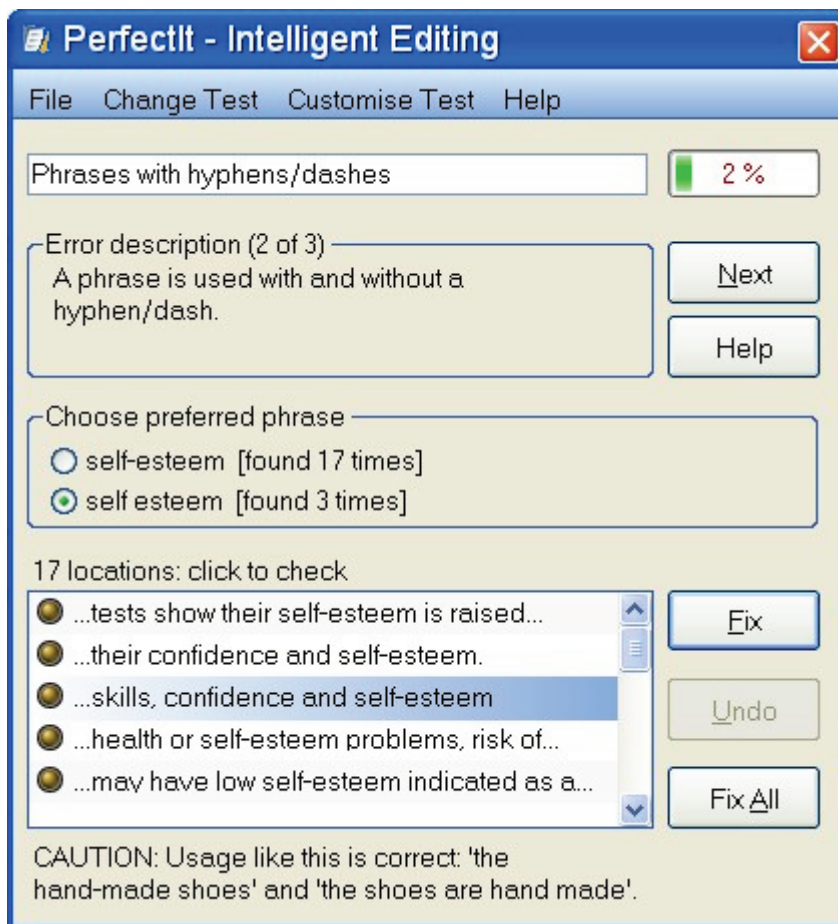 PerfectIt - Intelligent Editing
File Change Test Customise Test Help
Phrases with hyphens/dashes
2 %
Error description (2 of 3)
A phrase is used with and without a
hyphen/dash.
Next
Help
Choose preferred phrase
self-esteem [found 17 times]
self esteem [found 3 times]
17 locations: click to check
...tests show their self-esteem is raised...
...their confidence and self-esteem.
...skills, confidence and self-esteem
...health or self-esteem problems, risk of...
...may have low self-esteem indicated as a...
Fix
Undo
Fix All
CAUTION: Usage like this is correct: 'the
hand-made shoes' and 'the shoes are hand made'.